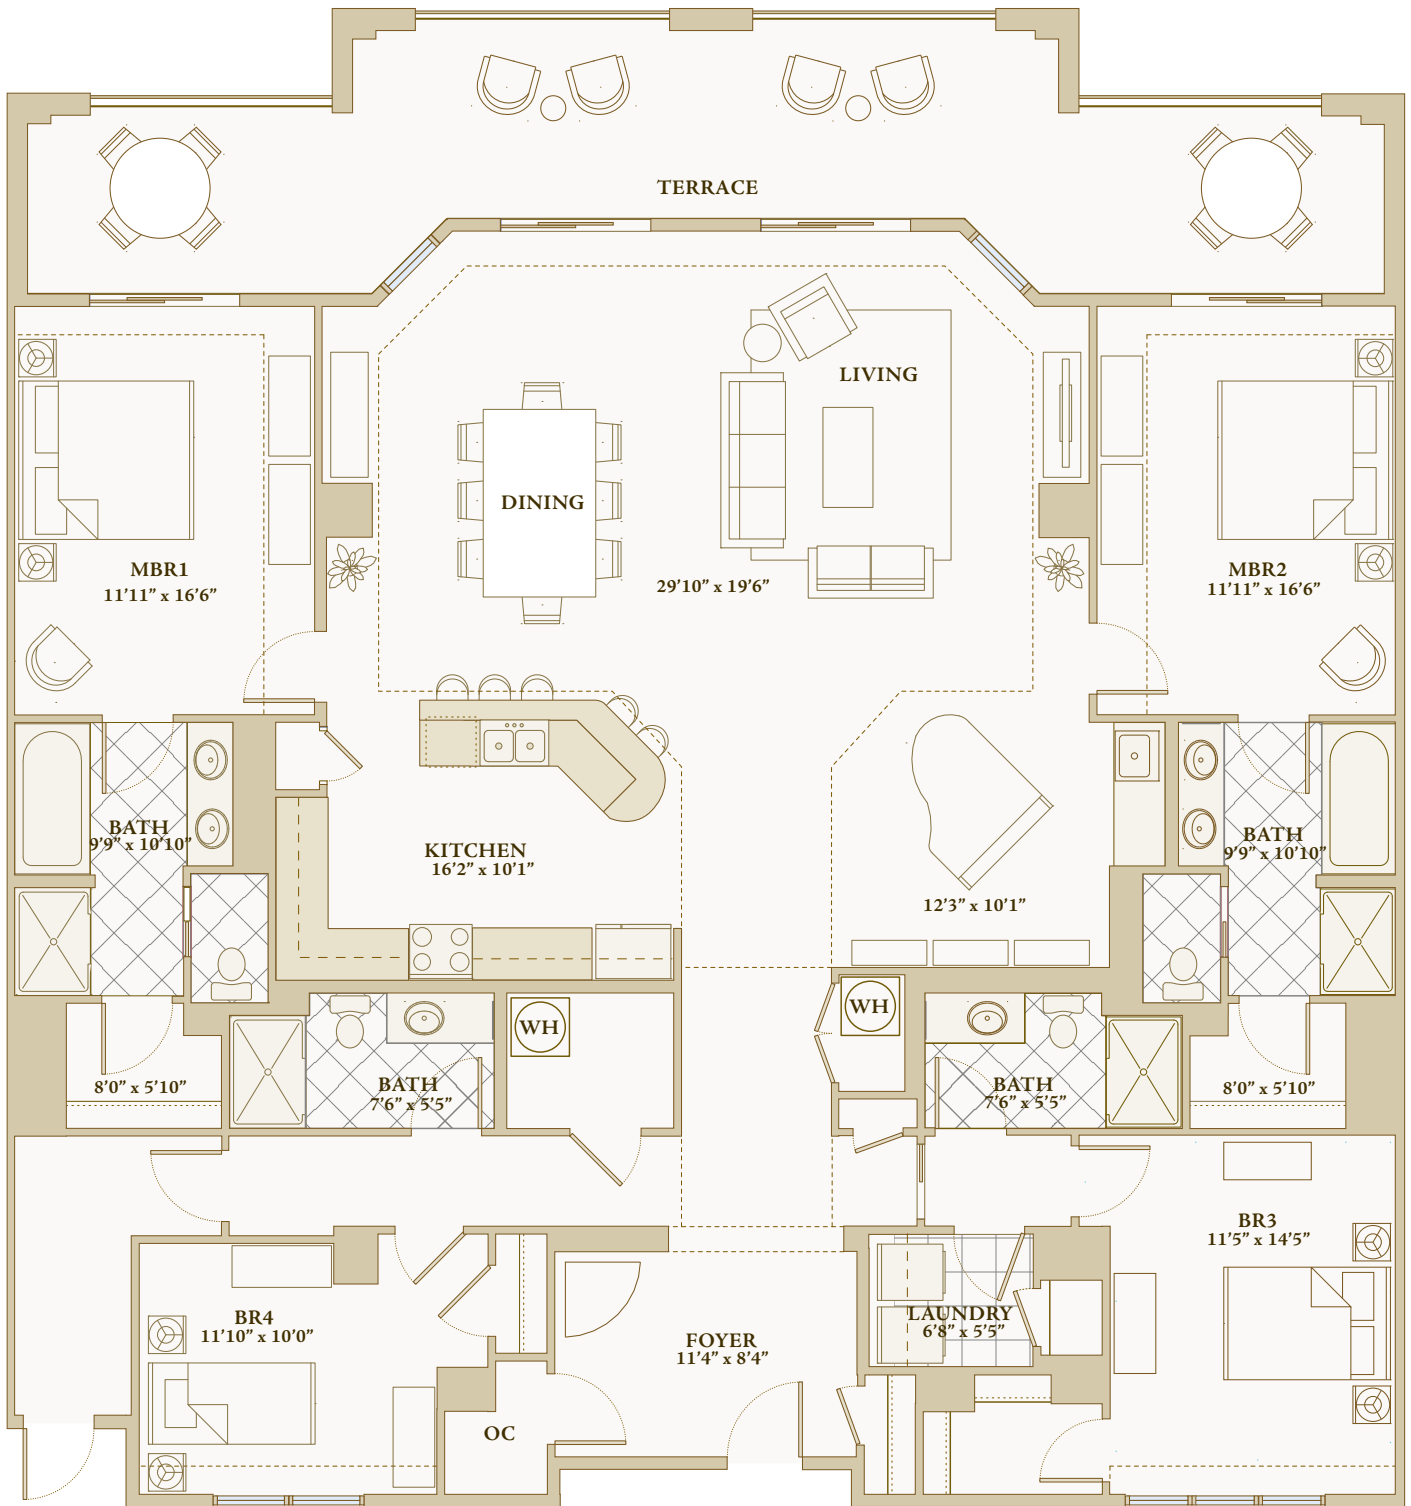 TERRACE
LIVING
DINING
29’10” x 19’6”
MBR1
11’11” x 16’6”
MBR2
11’11” x 16’6”
BATH
9’9” x 10’10”
KITCHEN
16’2” x 10’1”
12’3” x 10’1”
BATH
9’9” x 10’10”
WH
WH
8’0” x 5’10”
BATH
7’6” x 5’5”
BATH
7’6” x 5’5”
8’0” x 5’10”
BR3
11’5” x 14’5”
BR4
11’10” x 10’0”
FOYER
11’4” x 8’4”
LAUNDRY
6’8” x 5’5”
OC